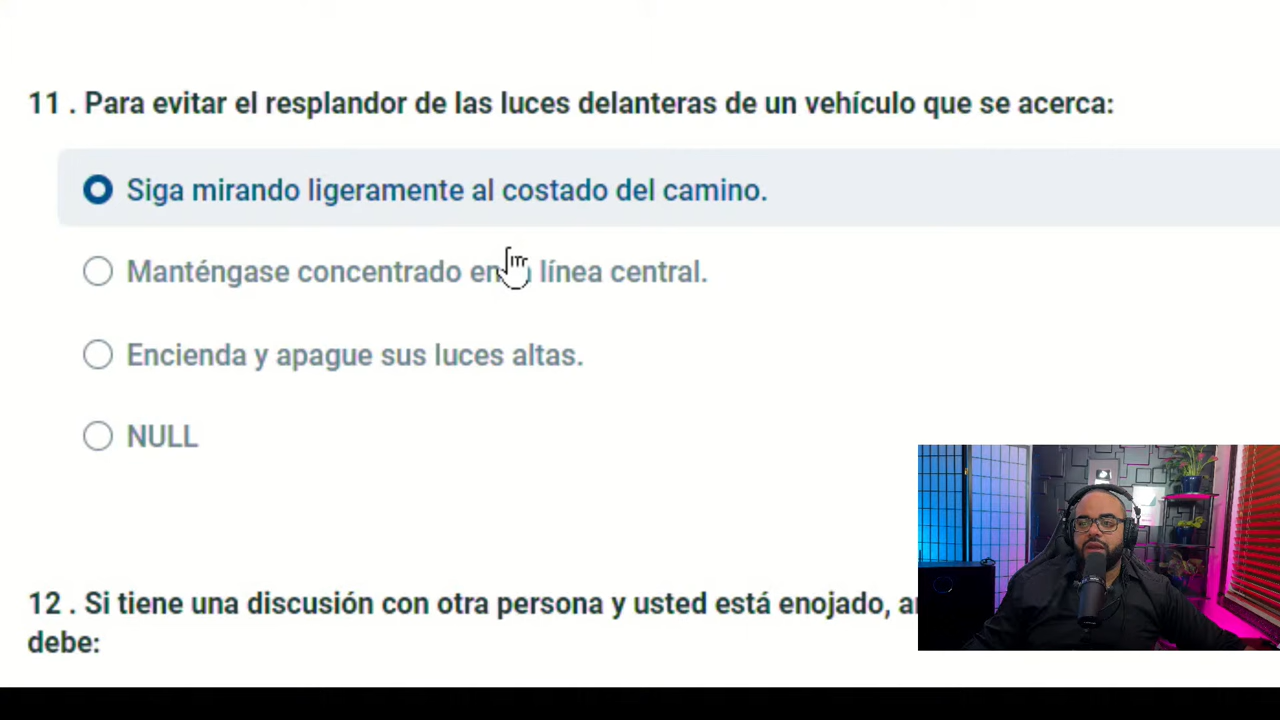 11 . Para evitar el resplandor de las luces delanteras de un vehículo que se acerca:
Siga mirando ligeramente al costado del camino.
Manténgase concentrado en línea central.
Encienda y apague sus luces altas.
NULL
12 . Si tiene una discusión con otra persona y usted está enojado,
debe: